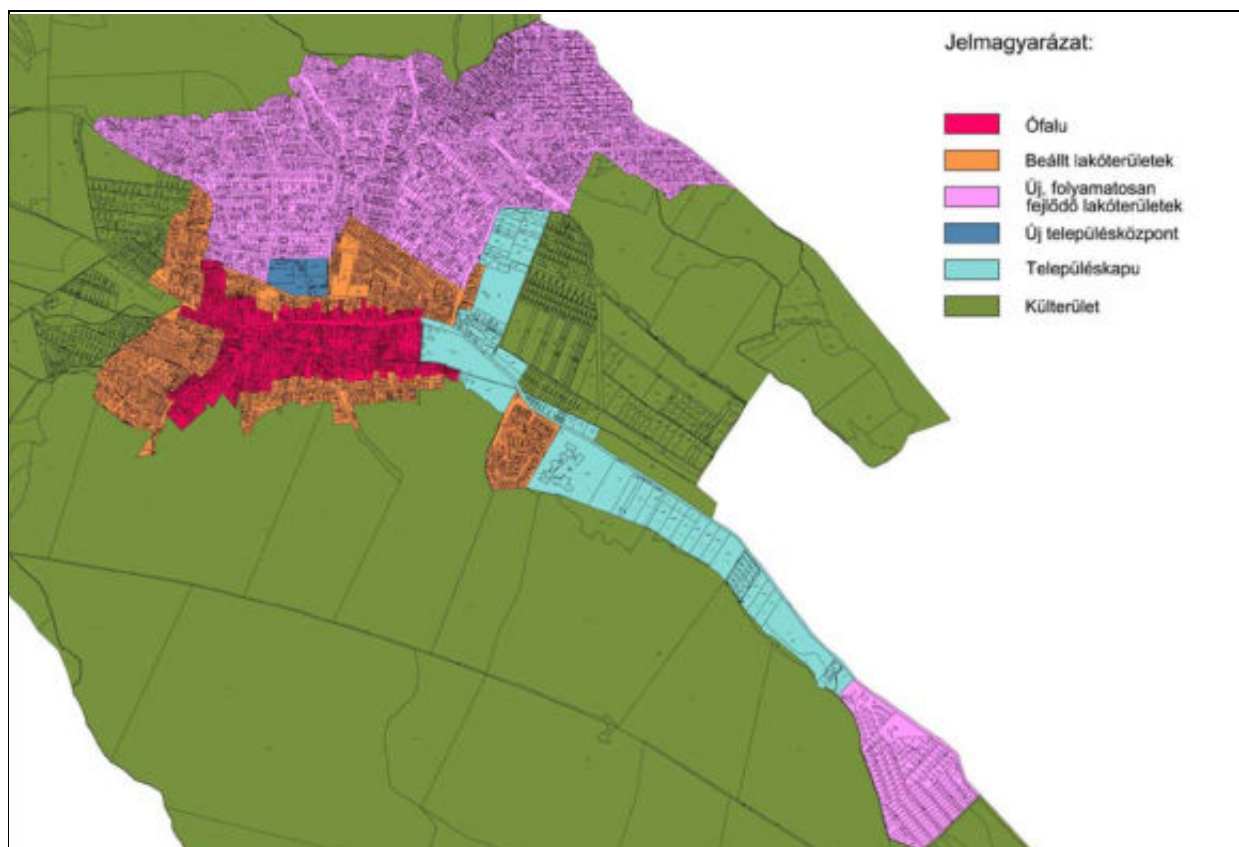 Jelmagyarázat:
Ófalu
Beállt lakóterületek
Új, folyamatosan
fejlődő lakóterületek
Új településközpont
Településkapu
Külterület